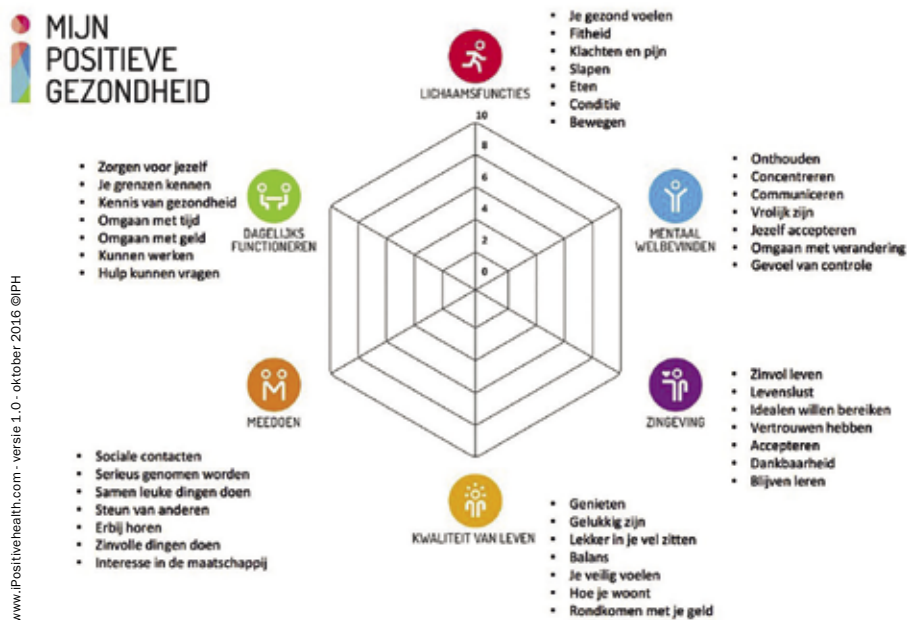 MIJN
POSITIEVE
GEZONDHEID
LICHAAMSFUNCTIES
• Je gezond voelen
• Fitheid
• Klachten en pijn
• Slapen
• Eten
• Conditie
• Bewegen
10
8
6
4
2
0
MENTAAL
WELBEVINDEN
• Onthouden
• Concentreren
• Communiceren
• Vrolijk zijn
• Jezelf accepteren
• Omgaan met verandering
• Gevoel van controle
ZINGEVING
• Zinvol leven
• Levenslust
• Idealen willen bereiken
• Vertrouwen hebben
• Accepteren
• Dankbaarheid
• Blijven leren
KWALITEIT VAN LEVEN
• Genieten
• Gelukkig zijn
• Lekker in je vel zitten
• Balans
• Je veilig voelen
• Hoe je woont
• Rondkomen met je geld
MEEDOEN
• Sociale contacten
• Serieus genomen worden
• Samen leuke dingen doen
• Steun van anderen
• Erbij horen
• Zinvolle dingen doen
• Interesse in de maatschappij
DAGELIJKS
FUNCTIONEREN
• Zorgen voor jezelf
• Je grenzen kennen
• Kennis van gezondheid
• Omgaan met tijd
• Omgaan met geld
• Kunnen werken
• Hulp kunnen vragen
www.iPositivehealth.com - versie 1.0 - oktober 2016 ©IPH